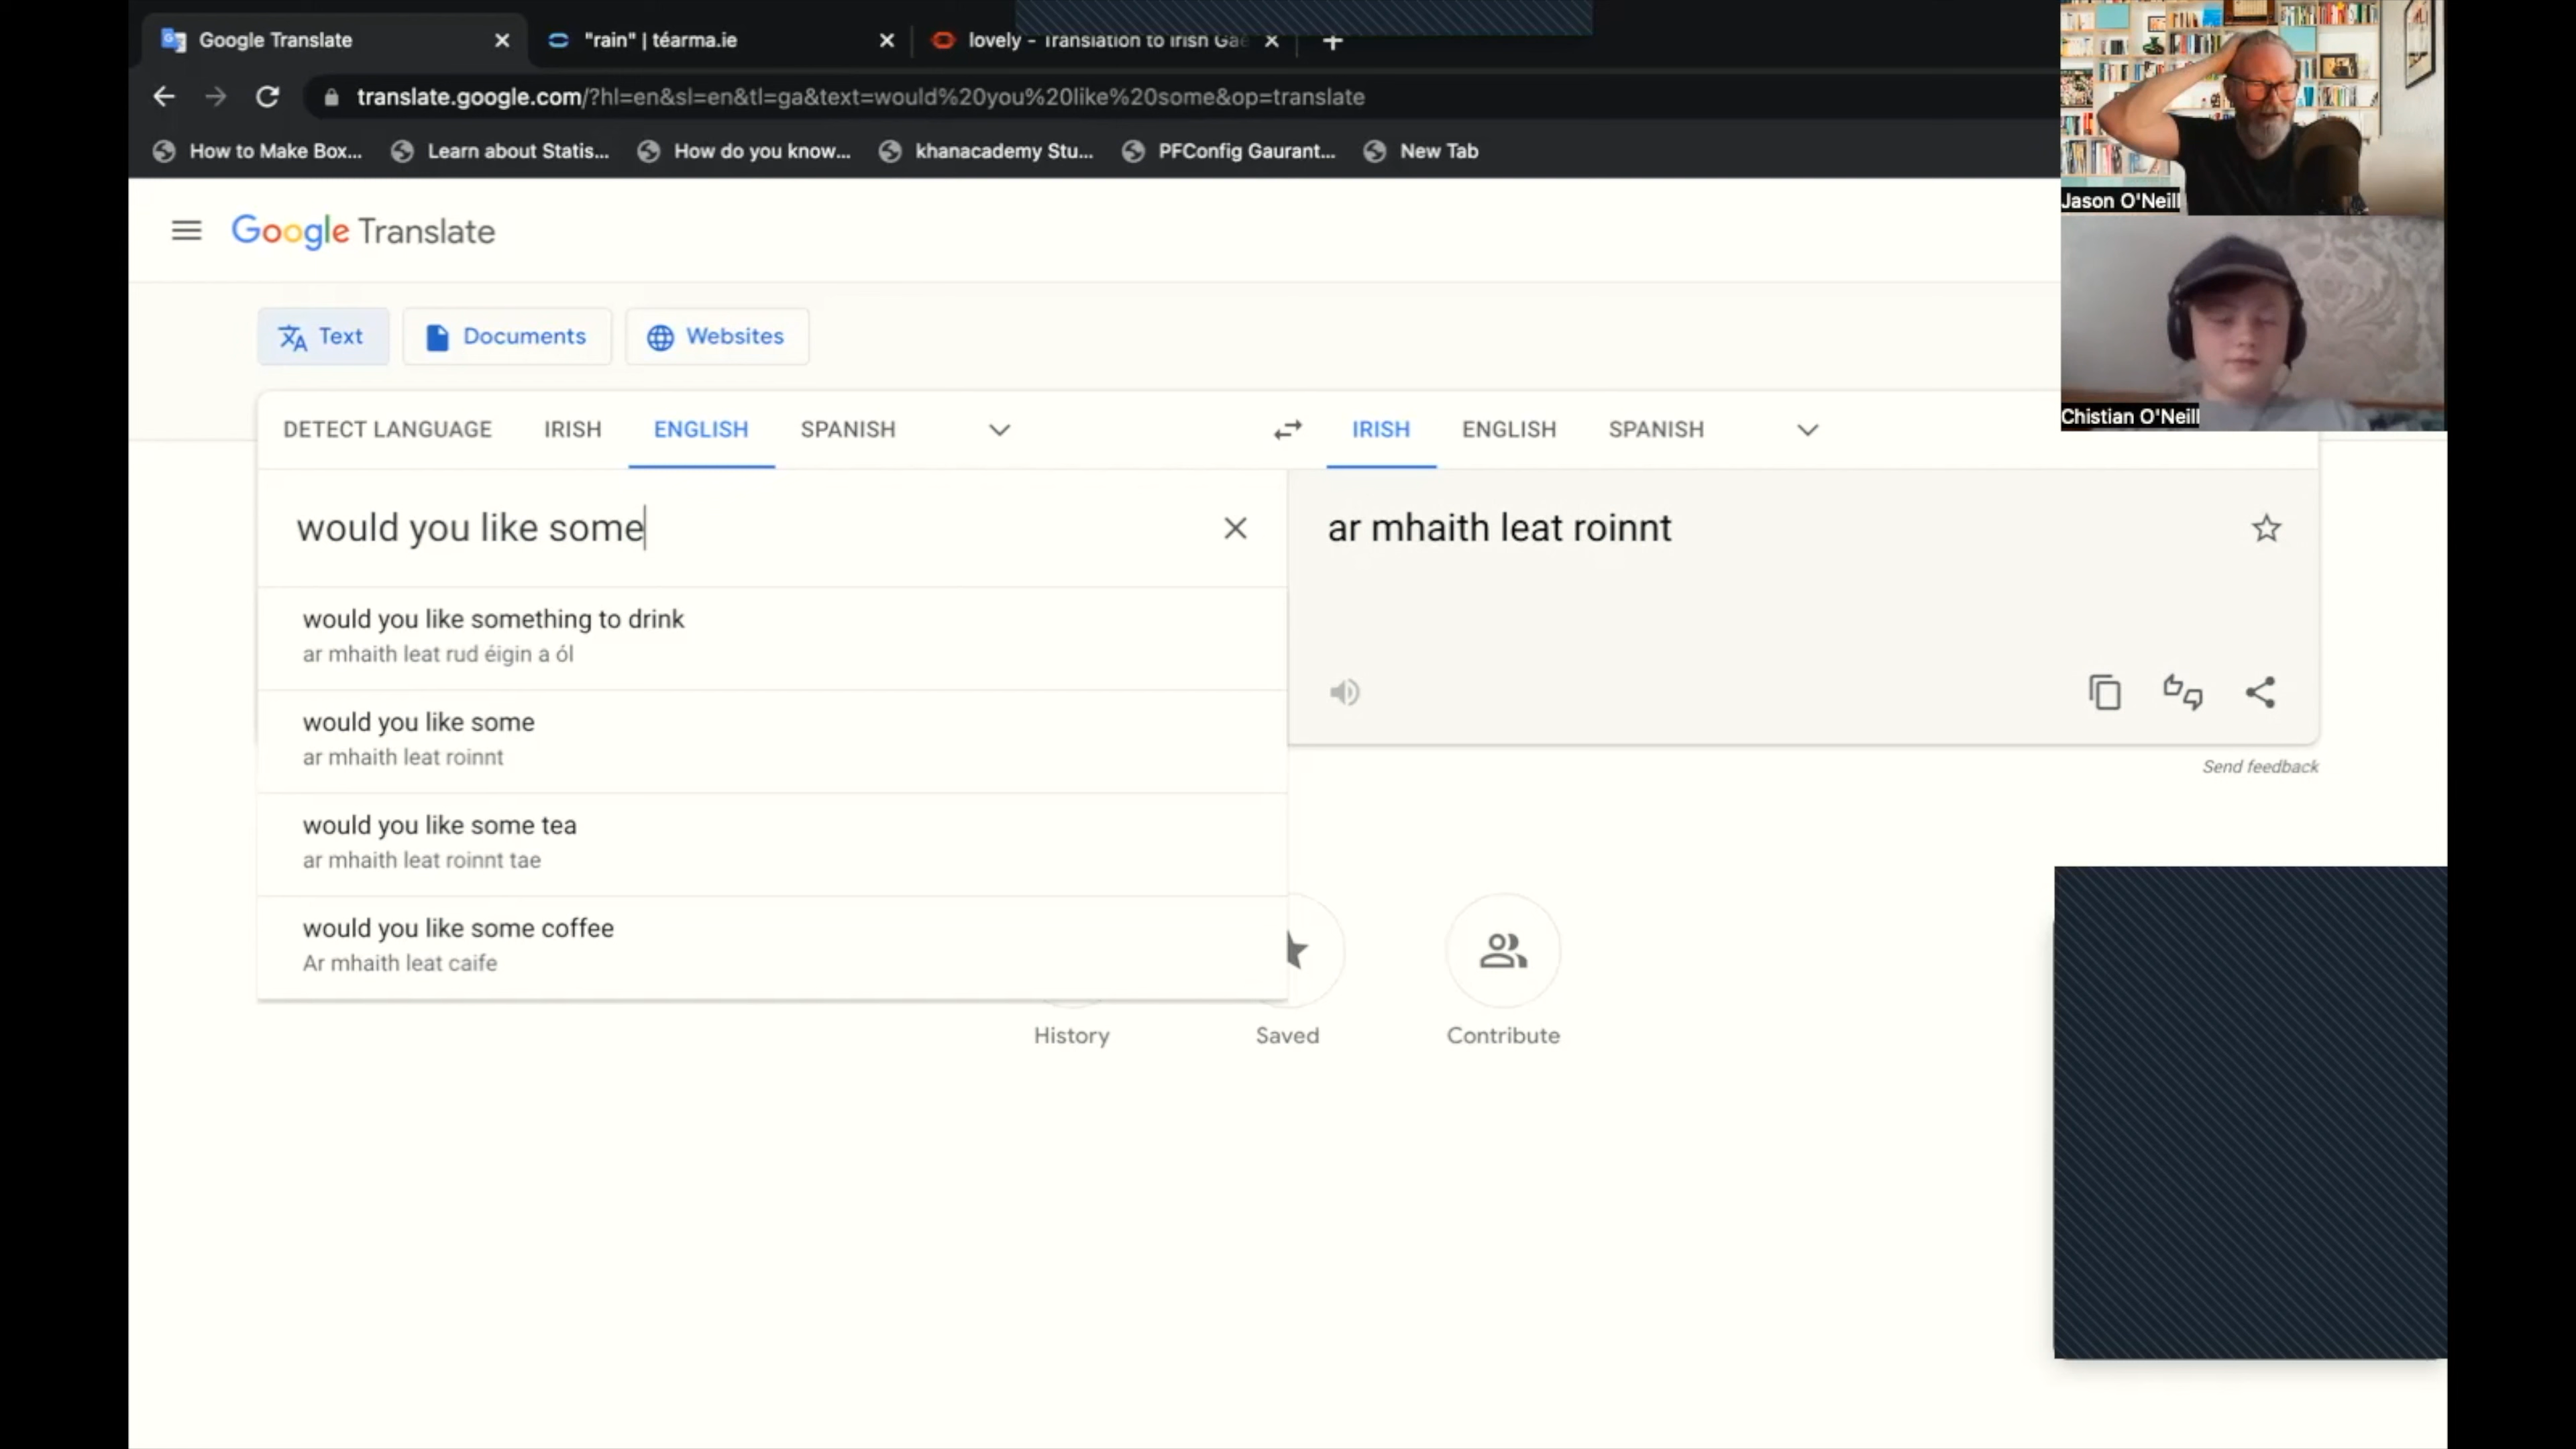 Google Translate
"rain" | téarma.ie
lovely - Translation to Irish Gae
translate.google.com/?hl=en&sl=en&tl=ga&text=would%20you%20like%20some&op=translate
How to Make Box...
Learn about Statis...
How do you know...
khanacademy Stu...
PFConfig Gaurant...
New Tab
Jason O'Neill
Chistian O'Neill
Google Translate
Text
Documents
Websites
DETECT LANGUAGE
IRISH
ENGLISH
SPANISH
IRISH
ENGLISH
SPANISH
would you like some
ar mhaith leat roinnt
would you like something to drink
ar mhaith leat rud éigin a ól
would you like some
ar mhaith leat roinnt
would you like some tea
ar mhaith leat roinnt tae
would you like some coffee
Ar mhaith leat caife
Send feedback
History
Saved
Contribute